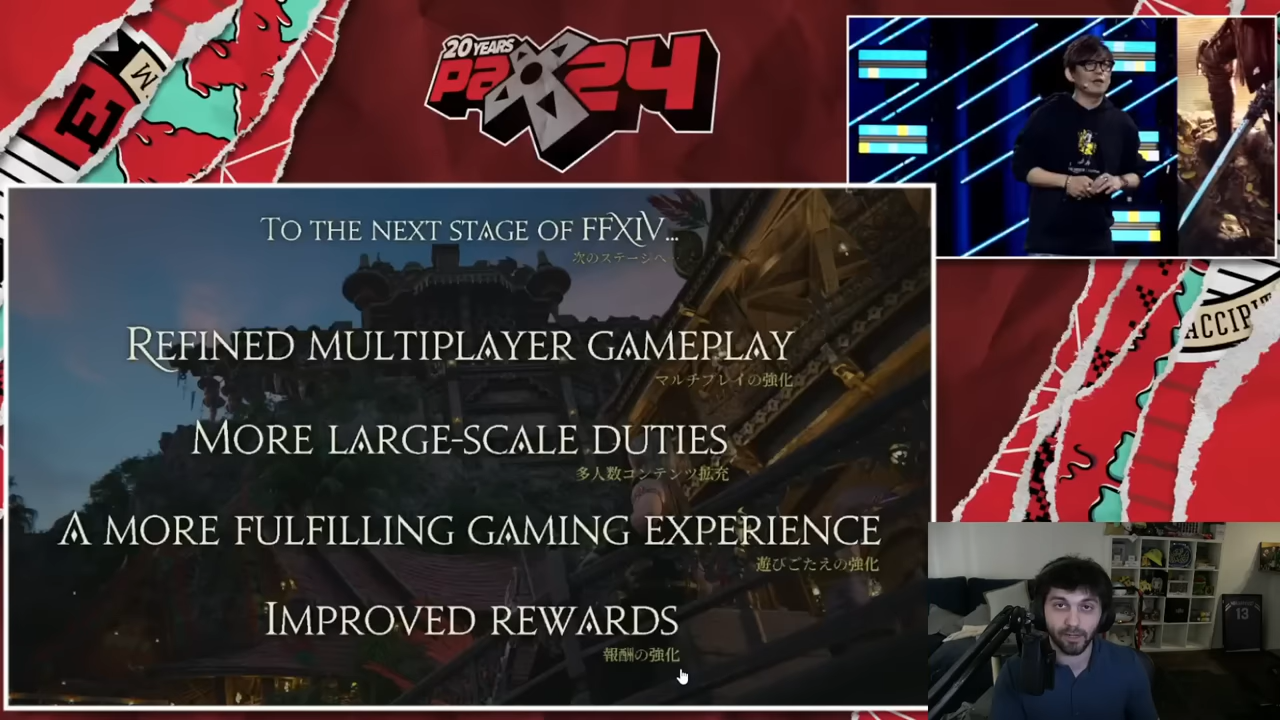 20 YEARS
PAX24
E
M
TO THE NEXT STAGE OF FFXIV...
次のステージへ
REFINED MULTIPLAYER GAMEPLAY
マルチプレイの強化
MORE LARGE-SCALE DUTIES
多人数コンテンツ拡充
A MORE FULFILLING GAMING EXPERIENCE
遊びごたえの強化
IMPROVED REWARDS
報酬の強化
13